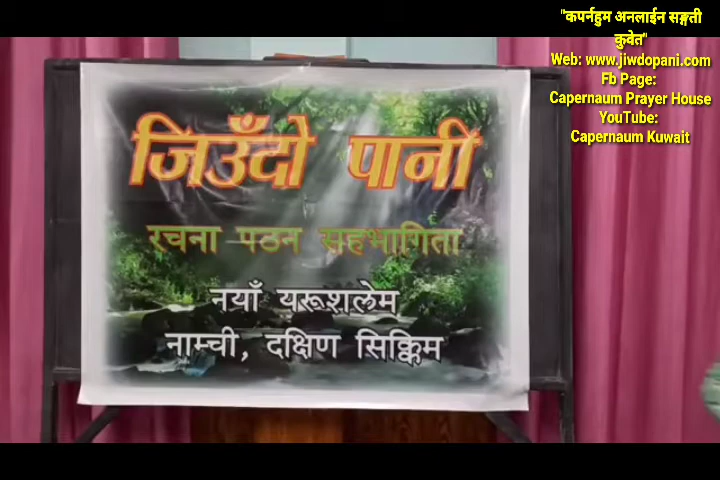 "कपर्नहुम अनलाईन सङ्गती
कुवेत"
Web: www.jiwdopani.com
Fb Page:
Capernaum Prayer House
YouTube:
Capernaum Kuwait
जिउँदो पानी
रचना पठन सहभागिता
नयाँ यरूशलेम
नाम्ची, दक्षिण सिक्किम